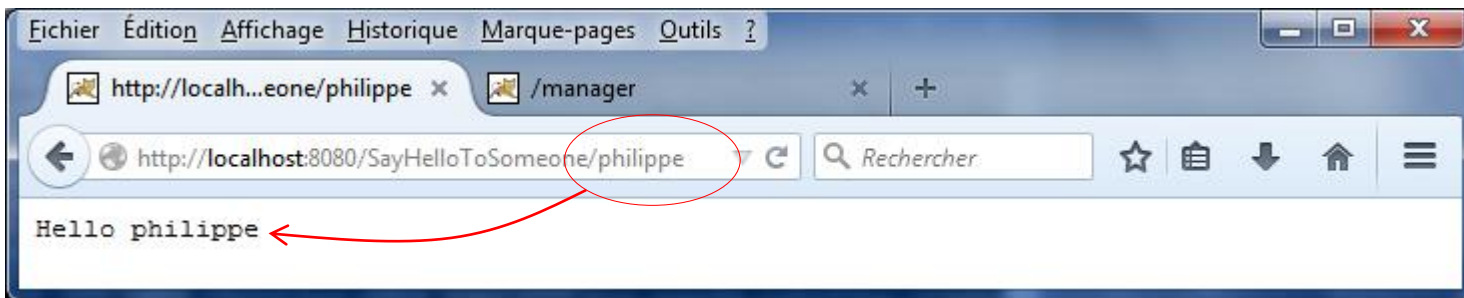 Fichier Édition Affichage Historique Marque-pages Outils ?
http://localh...eone/philippe /manager
http://localhost:8080/SayHelloToSomeone/philippe Rechercher
Hello philippe